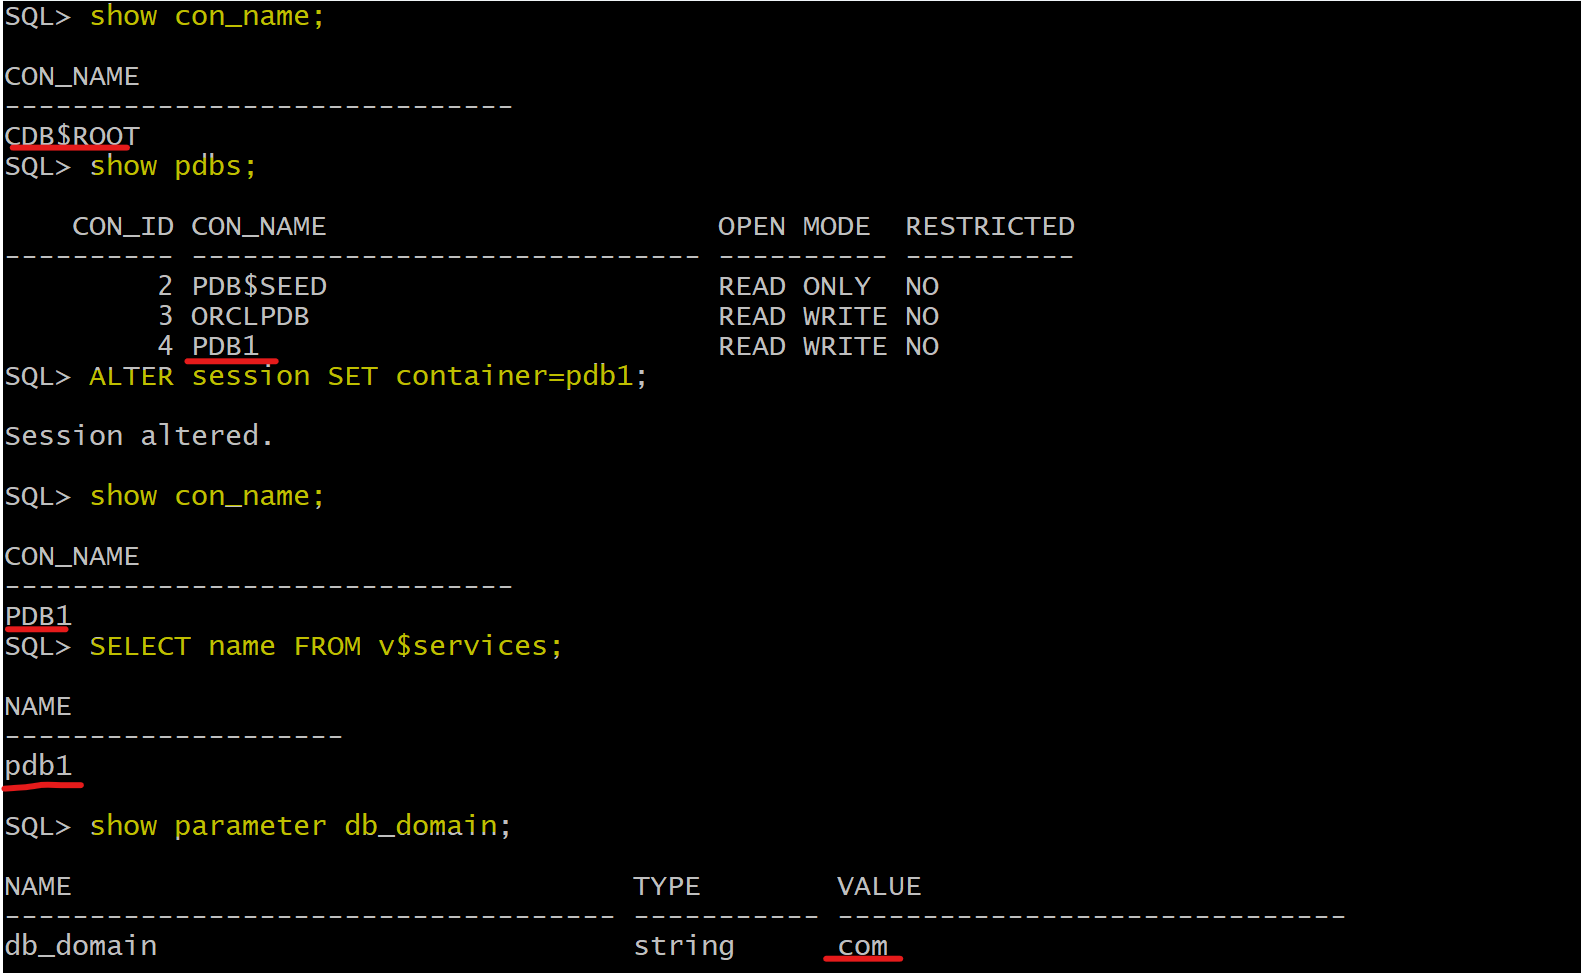 SQL> show con_name;
CON_NAME
------------------------------
CDB$ROOT
SQL> show pdbs;
    CON_ID CON_NAME                       OPEN MODE  RESTRICTED
---------- ------------------------------ ---------- ----------
         2 PDB$SEED                       READ ONLY  NO
         3 ORCLPDB                        READ WRITE NO
         4 PDB1                           READ WRITE NO
SQL> ALTER session SET container=pdb1;
Session altered.
SQL> show con_name;
CON_NAME
------------------------------
PDB1
SQL> SELECT name FROM v$services;
NAME
--------------------
pdb1
SQL> show parameter db_domain;
NAME                                 TYPE        VALUE
------------------------------------ ----------- ------------------------------
db_domain                            string      com